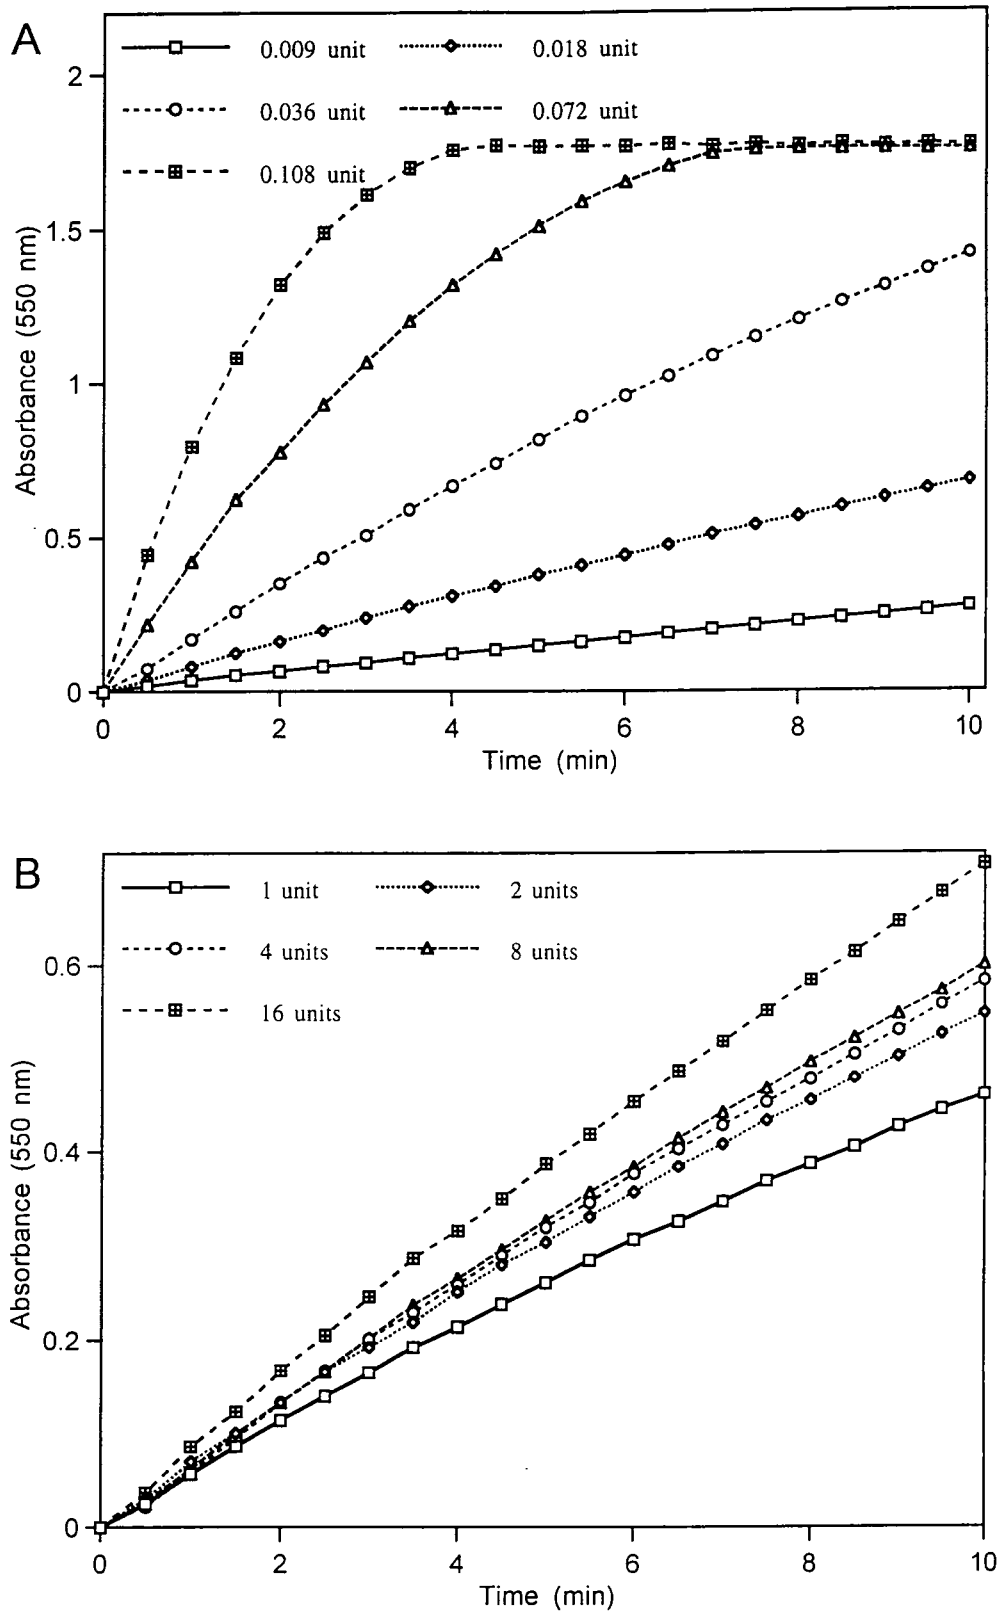 A
0.009 unit 0.018 unit
0.036 unit 0.072 unit
0.108 unit
2
1.5
1
0.5
0
Absorbance (550 nm)
0 2 4 6 8 10
Time (min)
B
1 unit 2 units
4 units 8 units
16 units
0.6
0.4
0.2
0
Absorbance (550 nm)
0 2 4 6 8 10
Time (min)